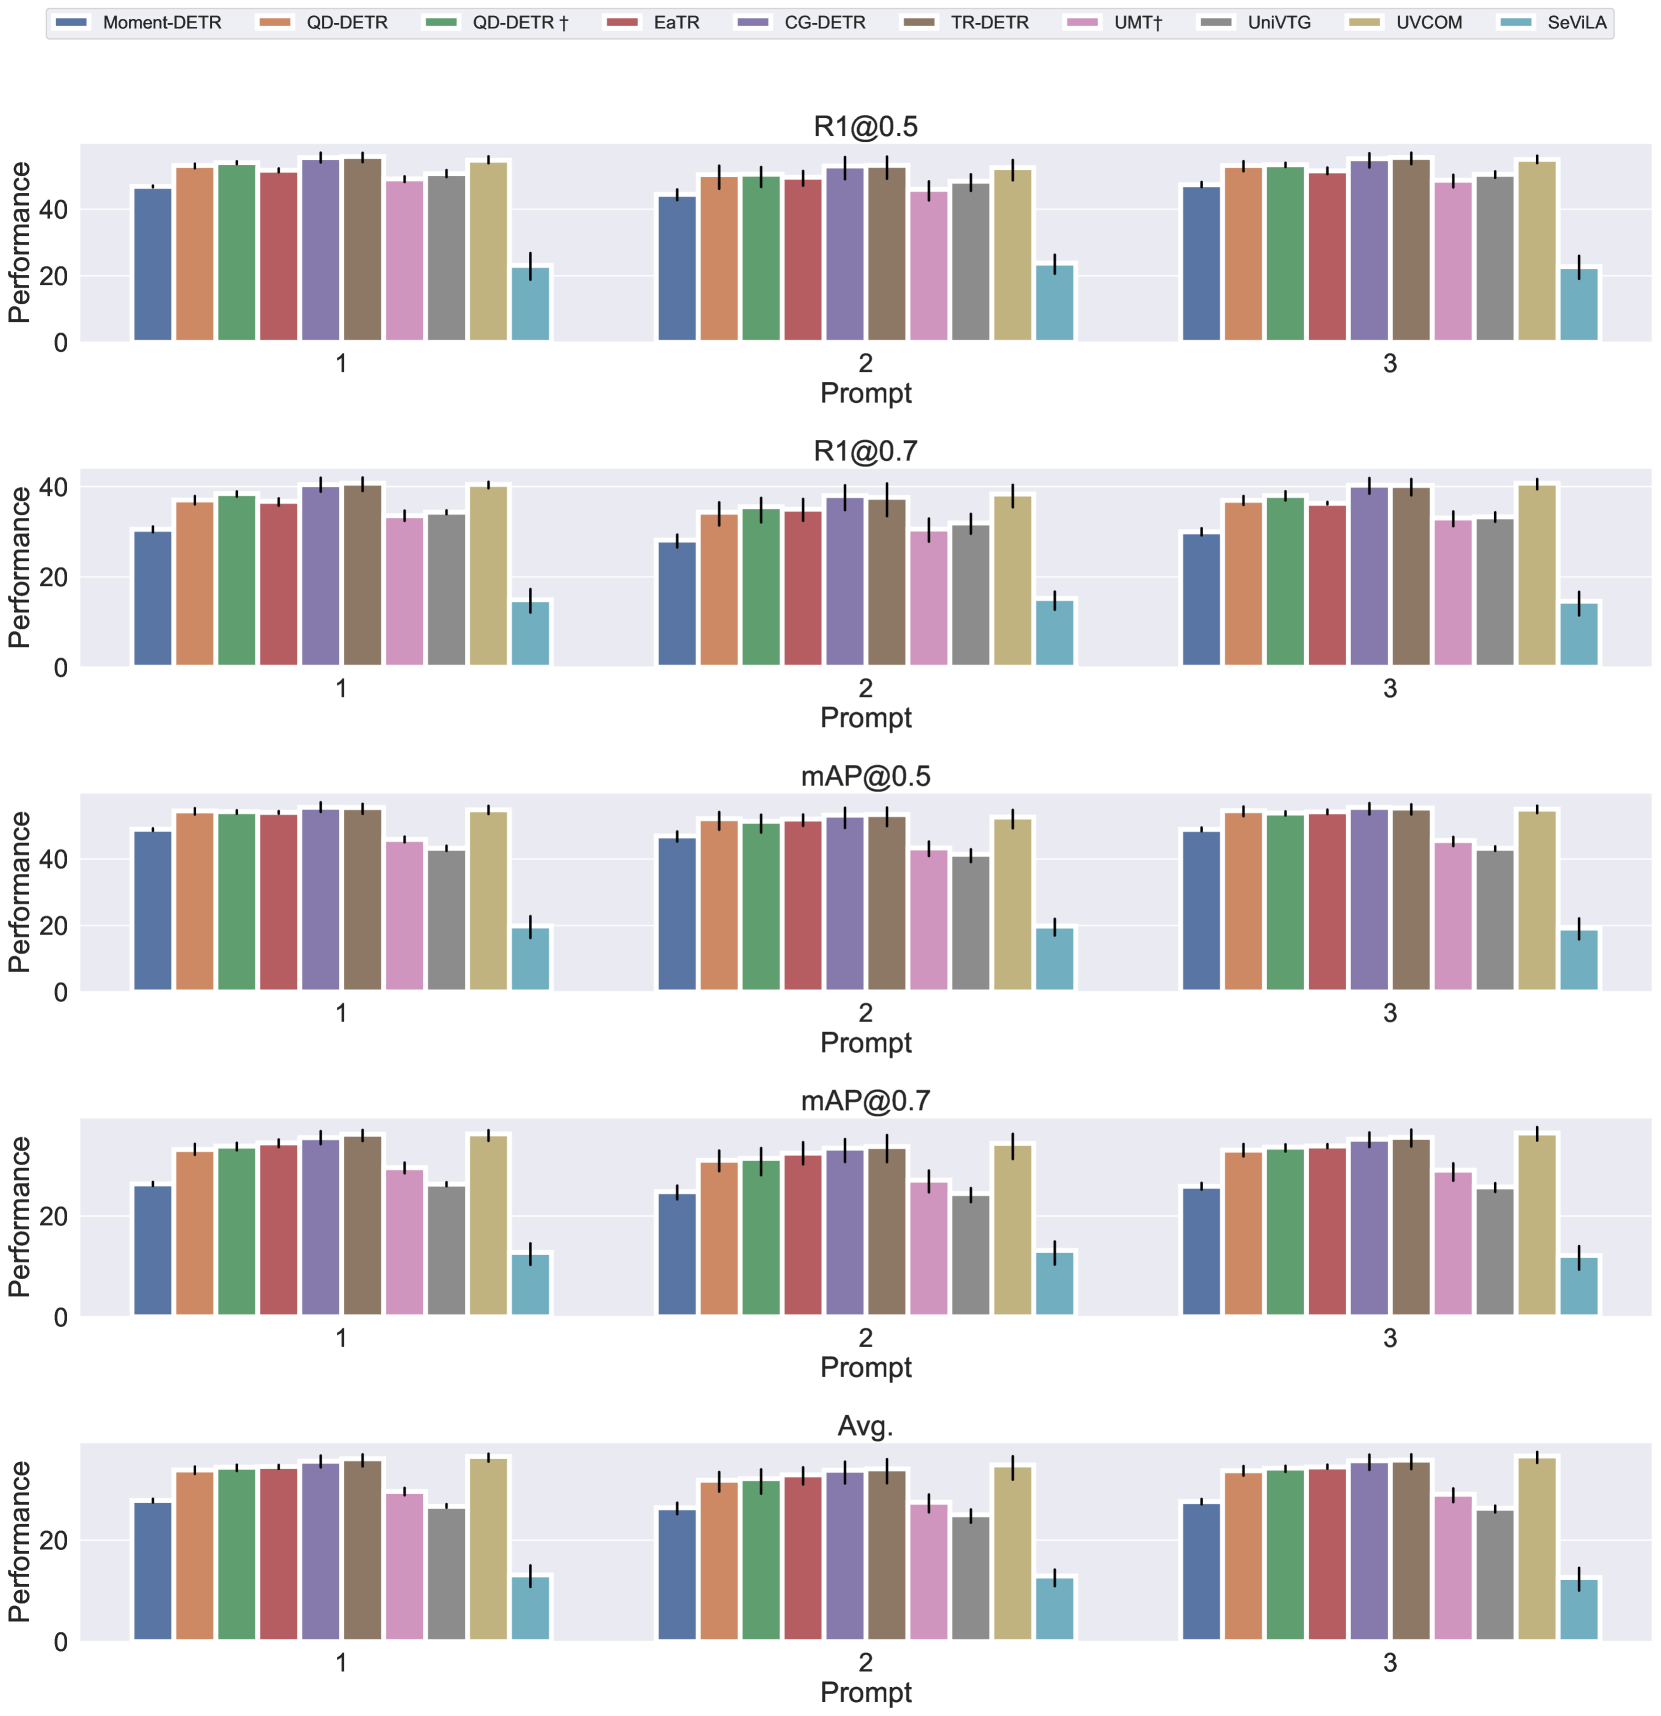 Moment-DETR QD-DETR QD-DETR † EaTR CG-DETR TR-DETR UMT† UniVTG UVCOM SeViLA
R1@0.5
Performance
40
20
0
1 2 3
Prompt
R1@0.7
Performance
40
20
0
1 2 3
Prompt
mAP@0.5
Performance
40
20
0
1 2 3
Prompt
mAP@0.7
Performance
20
0
1 2 3
Prompt
Avg.
Performance
20
0
1 2 3
Prompt